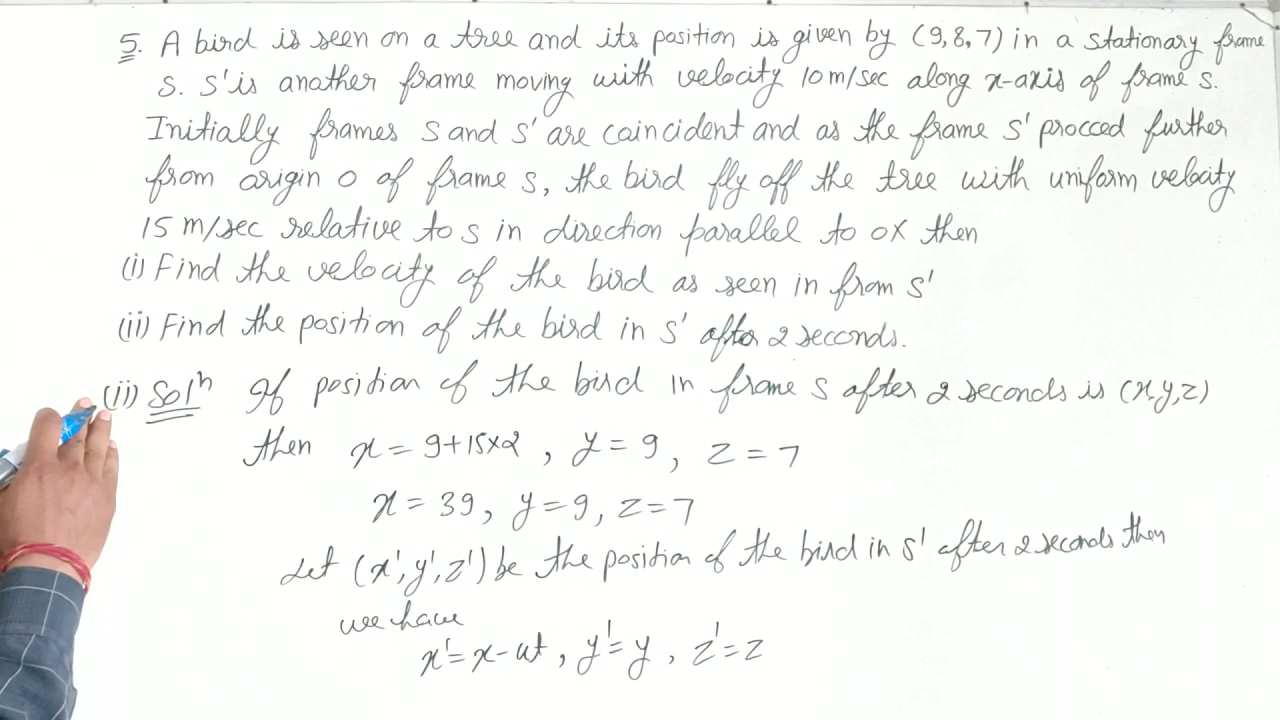 5. A bird is seen on a tree and its position is given by (9,8,7) in a stationary frame
S. S' is another frame moving with velocity 10 m/sec along x-axis of frame S.
Initially frames S and S' are coincident and as the frame S' procced further
from origin O of frame S, the bird fly off the tree with uniform velocity
15 m/sec relative to S in direction parallel to OX then
(i) Find the velocity of the bird as seen in from S'
(ii) Find the position of the bird in S' after 2 seconds.
(ii) Solⁿ If position of the bird in frame S after 2 seconds is (x,y,z)
then x = 9+15×2 , y = 9 , z = 7
x = 39, y = 9, z = 7
Let (x',y',z') be the position of the bird in S' after 2 seconds then
we have
x' = x-ut , y' = y , z' = z